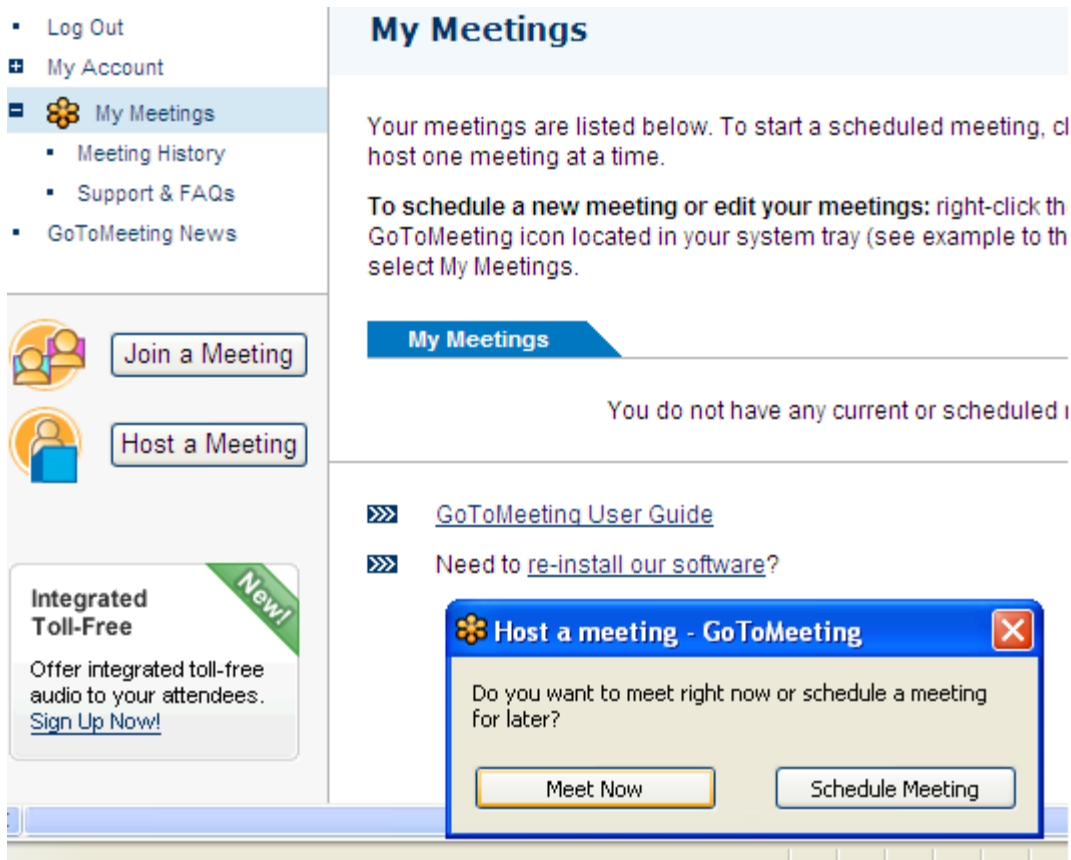 Log Out
My Account
My Meetings
Meeting History
Support & FAQs
GoToMeeting News
Join a Meeting
Host a Meeting
Integrated
Toll-Free
New!
Offer integrated toll-free
audio to your attendees.
Sign Up Now!
My Meetings
Your meetings are listed below. To start a scheduled meeting, cl
host one meeting at a time.
To schedule a new meeting or edit your meetings: right-click th
GoToMeeting icon located in your system tray (see example to th
select My Meetings.
My Meetings
You do not have any current or scheduled
GoToMeeting User Guide
Need to re-install our software?
Host a meeting - GoToMeeting
Do you want to meet right now or schedule a meeting
for later?
Meet Now
Schedule Meeting